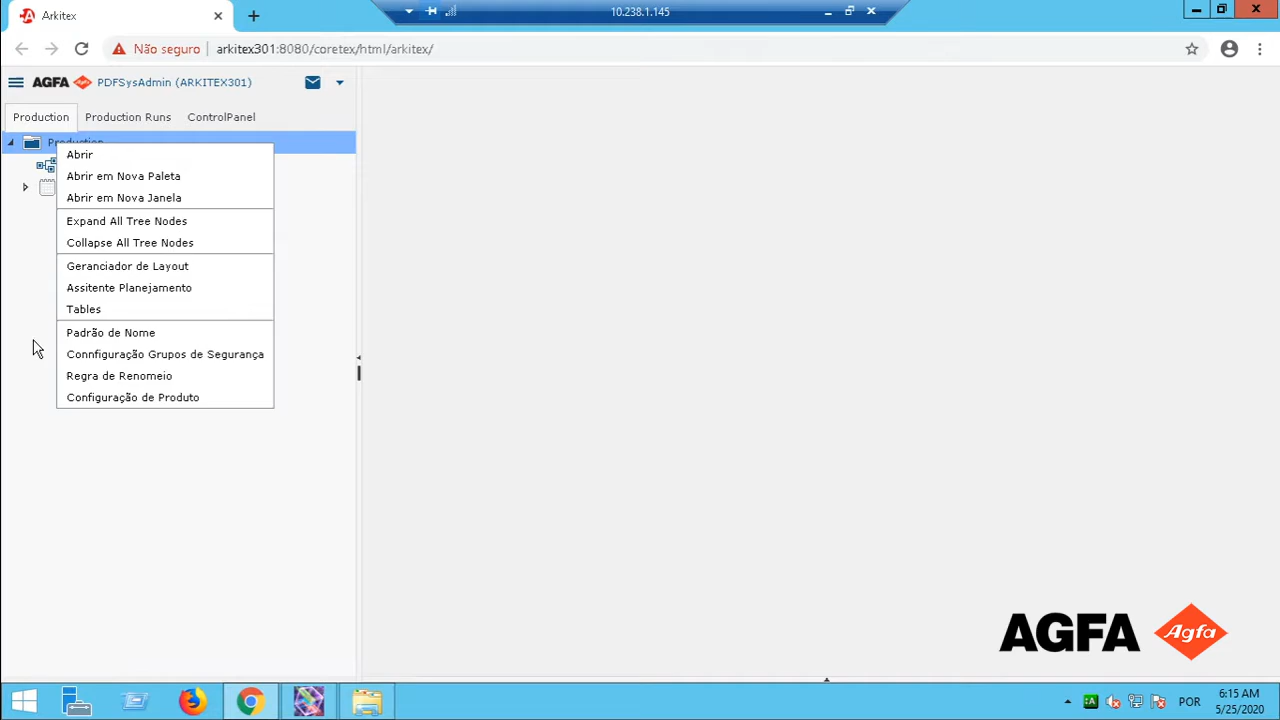 Arkitex
10.238.1.145
Não seguro
arkitex301:8080/coretex/html/arkitex/
AGFA
PDFSysAdmin (ARKITEX301)
Production
Production Runs
ControlPanel
Production
Abrir
Abrir em Nova Paleta
Abrir em Nova Janela
Expand All Tree Nodes
Collapse All Tree Nodes
Geranciador de Layout
Assitente Planejamento
Tables
Padrão de Nome
Connfiguração Grupos de Segurança
Regra de Renomeio
Configuração de Produto
AGFA
Agfa
POR
6:15 AM
5/25/2020